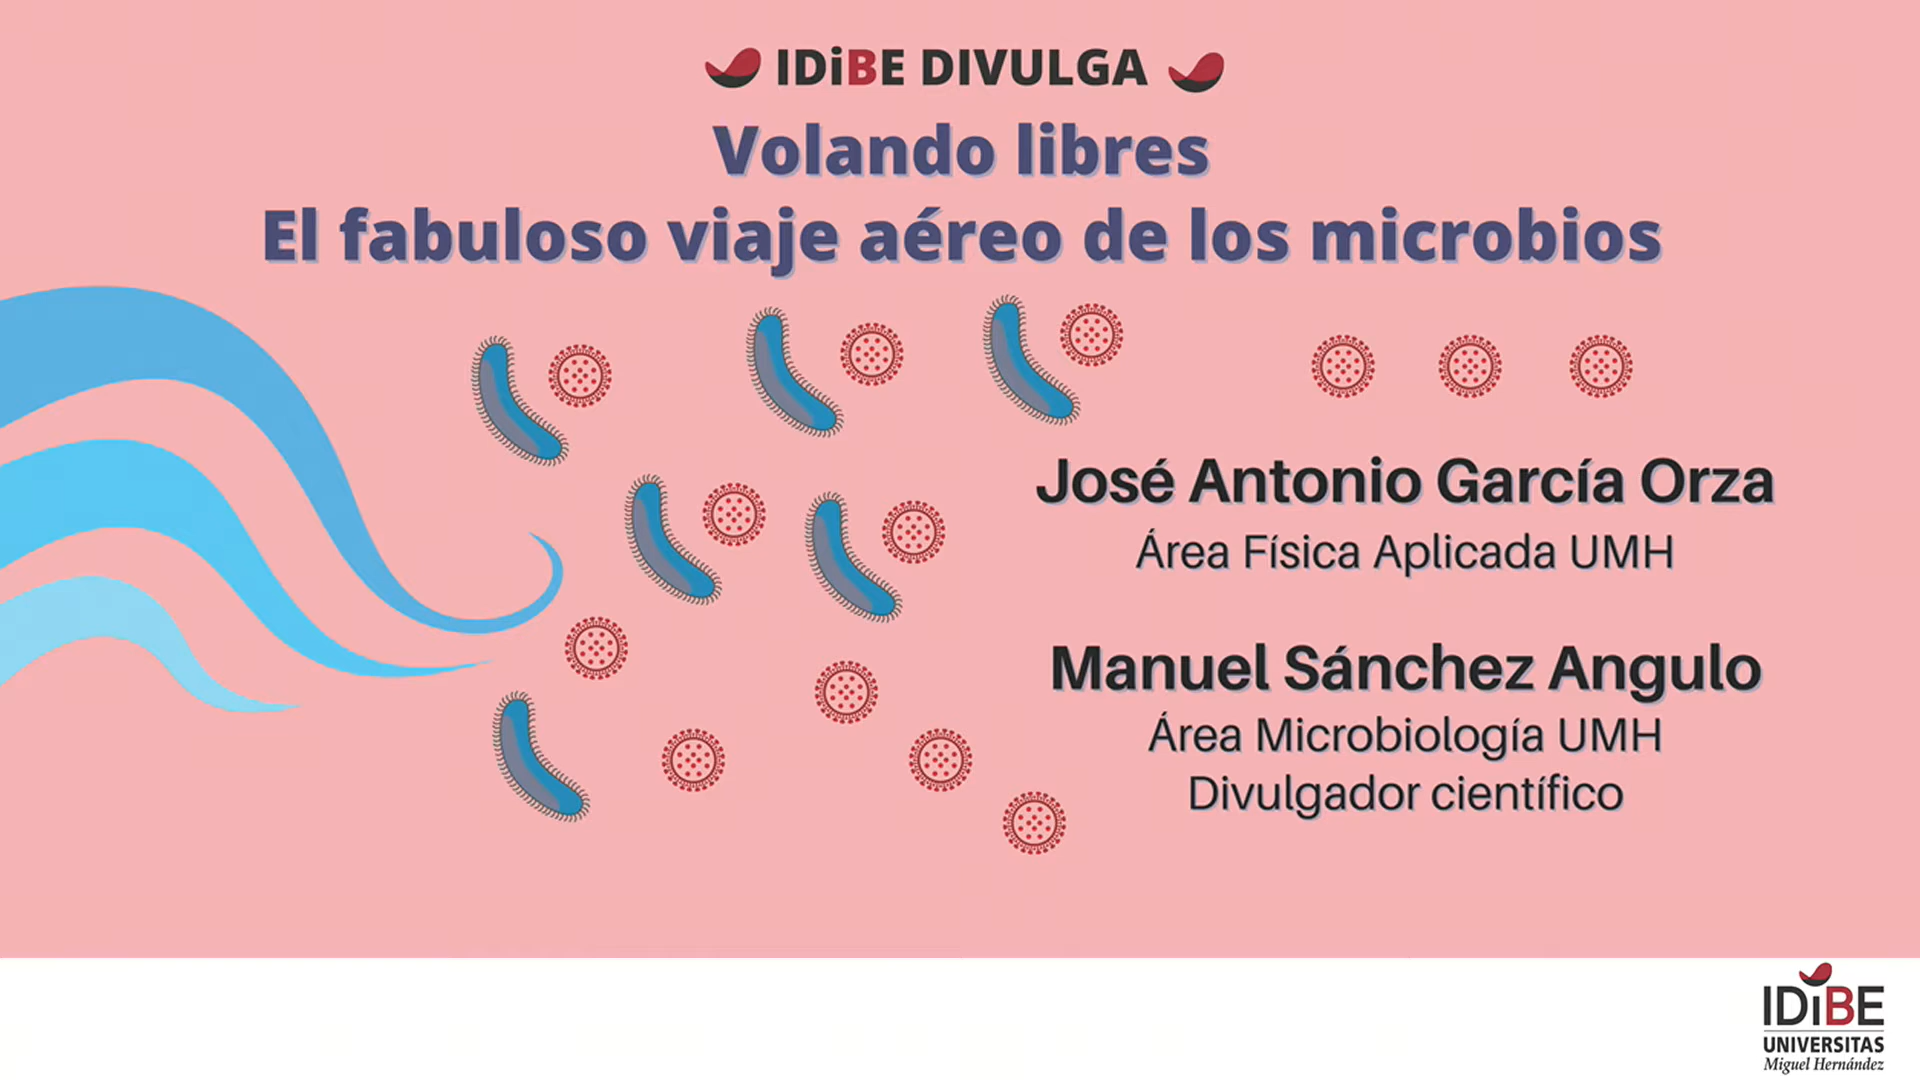 IDiBE DIVULGA
Volando libres
El fabuloso viaje aéreo de los microbios
José Antonio García Orza
Área Física Aplicada UMH
Manuel Sánchez Angulo
Área Microbiología UMH
Divulgador científico
IDiBE
UNIVERSITAS
Miguel Hernández